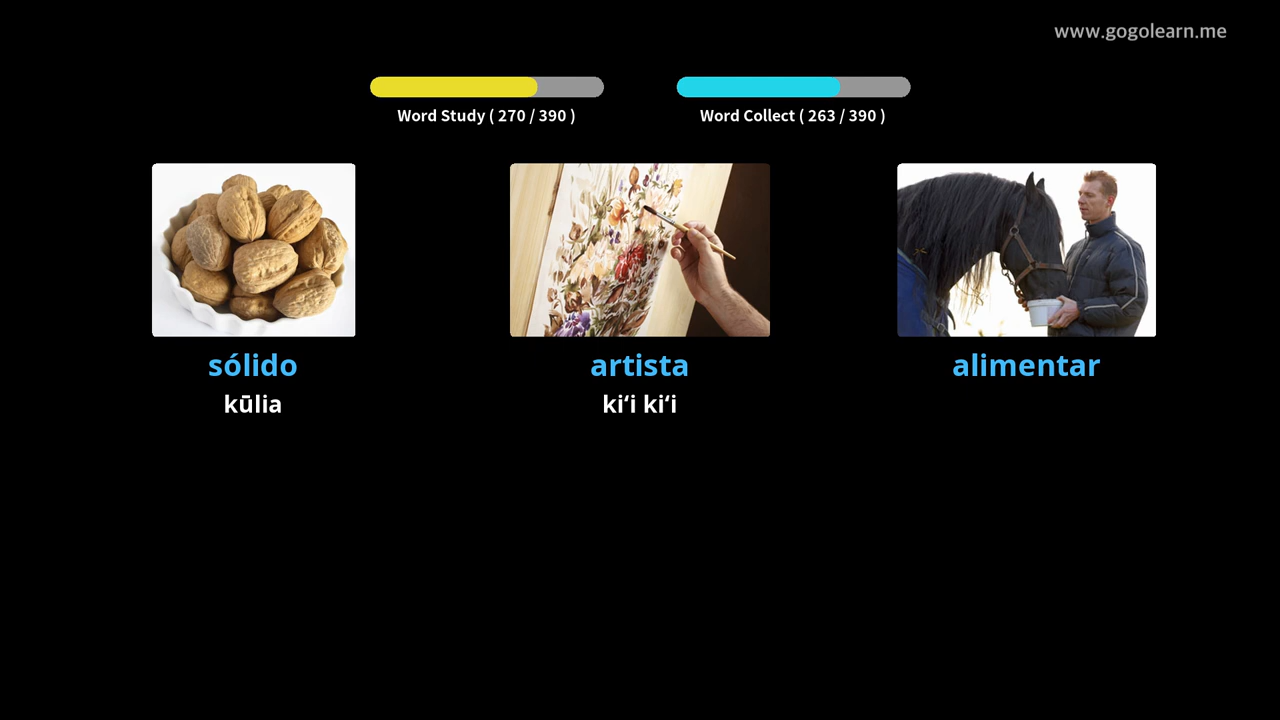 www.gogolearn.me
Word Study ( 270 / 390 )
Word Collect ( 263 / 390 )
sólido
artista
alimentar
kūlia
kiʻi kiʻi